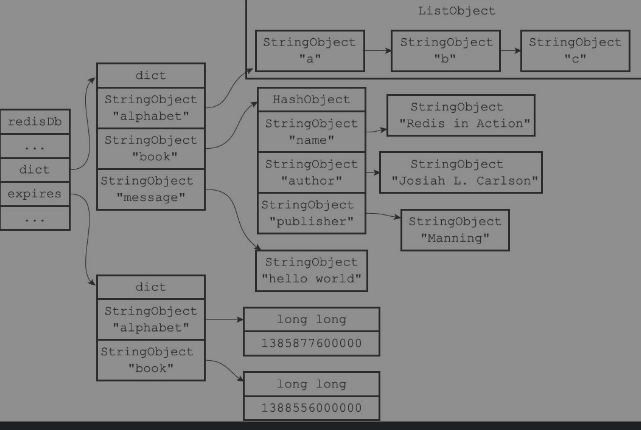 ListObject
StringObject
"a"
StringObject
"b"
StringObject
"c"
redisDb
...
dict
expires
...
dict
StringObject
"alphabet"
StringObject
"book"
StringObject
"message"
HashObject
StringObject
"name"
StringObject
"author"
StringObject
"publisher"
StringObject
"Redis in Action"
StringObject
"Josiah L. Carlson"
StringObject
"Manning"
StringObject
"hello world"
dict
StringObject
"alphabet"
StringObject
"book"
long long
1385877600000
long long
1388556000000